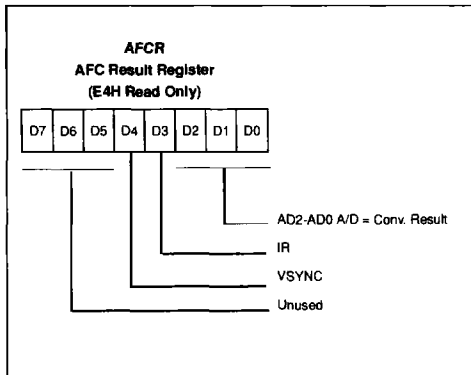 AFCR
AFC Result Register
(E4H Read Only)
D7 D6 D5 D4 D3 D2 D1 D0
AD2-AD0 A/D = Conv. Result
IR
VSYNC
Unused